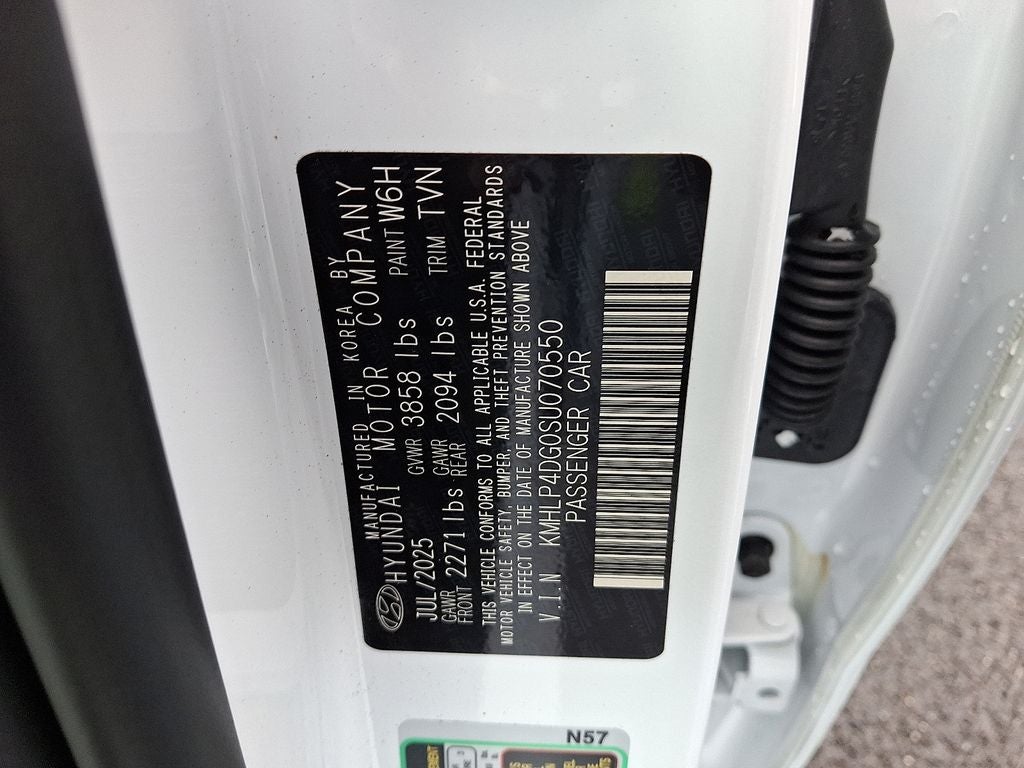 MANUFACTURED IN KOREA BY
HYUNDAI MOTOR COMPANY
JUL/2025 GVWR 3858 lbs PAINT W6H
GAWR FRONT 2271 lbs GAWR REAR 2094 lbs TRIM TVN
THIS VEHICLE CONFORMS TO ALL APPLICABLE U.S.A. FEDERAL
MOTOR VEHICLE SAFETY, BUMPER, AND THEFT PREVENTION STANDARDS
IN EFFECT ON THE DATE OF MANUFACTURE SHOWN ABOVE
V.I.N KMHLP4DG0SU070550
PASSENGER CAR
N57